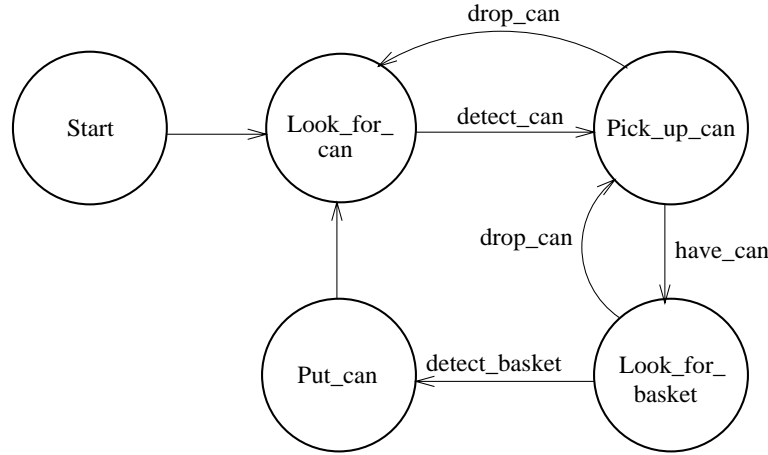 drop_can
Start
Look_for_
can
detect_can
Pick_up_can
drop_can
have_can
Put_can
detect_basket
Look_for_
basket